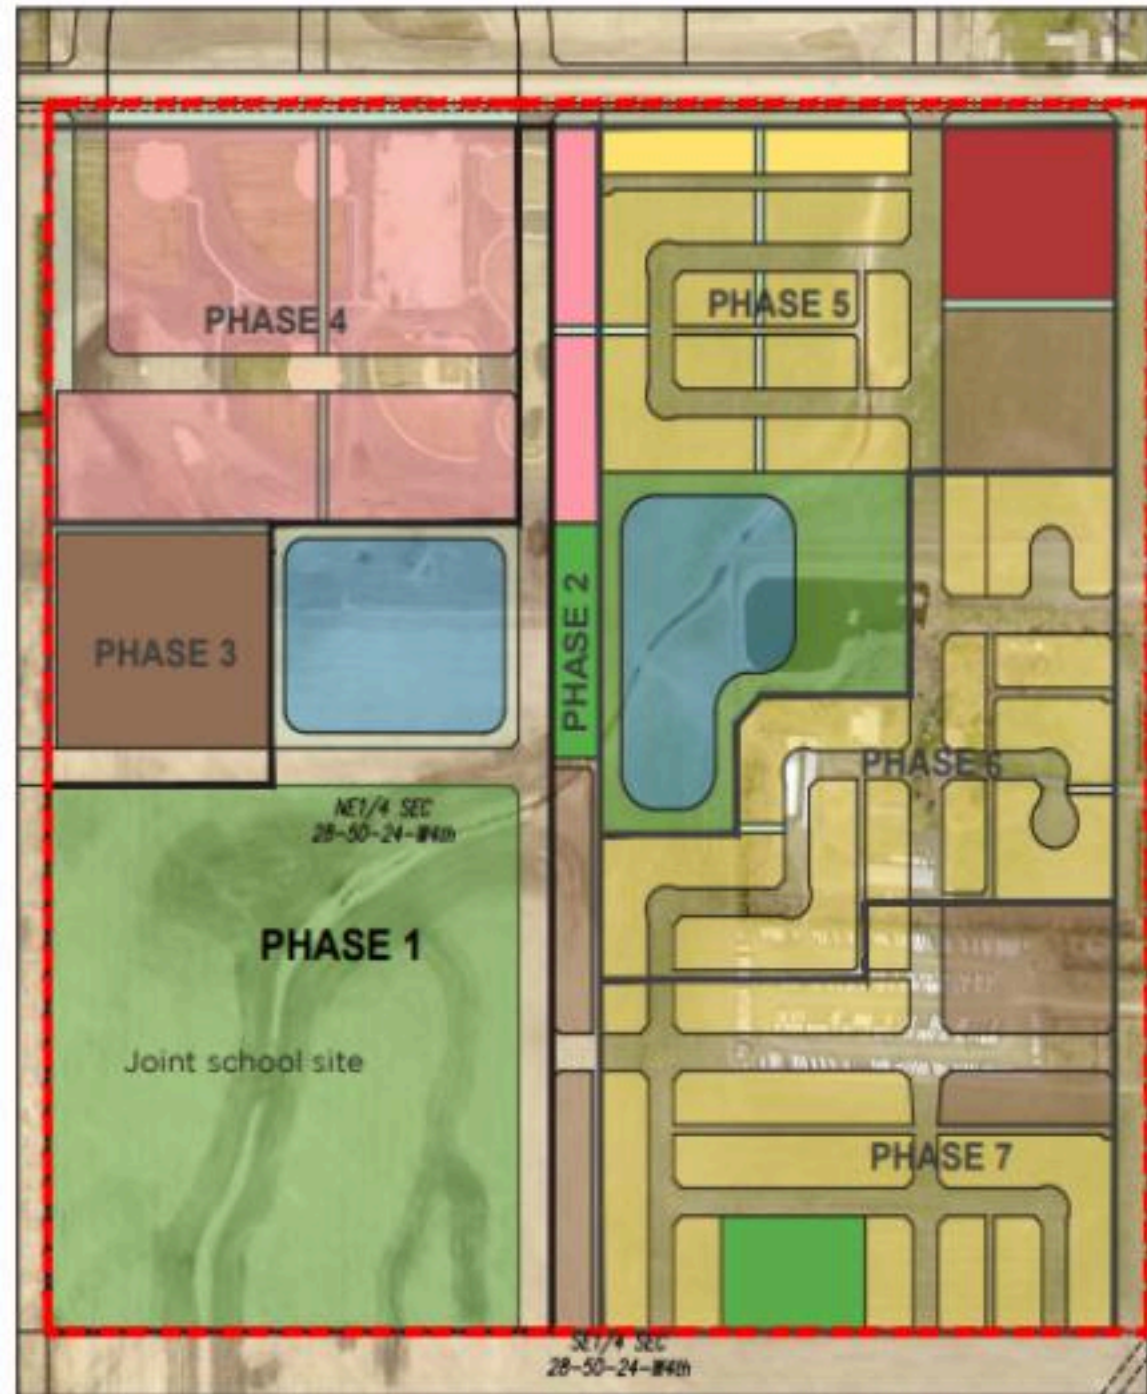 PHASE 4
PHASE 5
PHASE 3
PHASE 2
PHASE 6
NE1/4 SEC
28-50-24-W4th
PHASE 1
Joint school site
PHASE 7
SE1/4 SEC
28-50-24-W4th